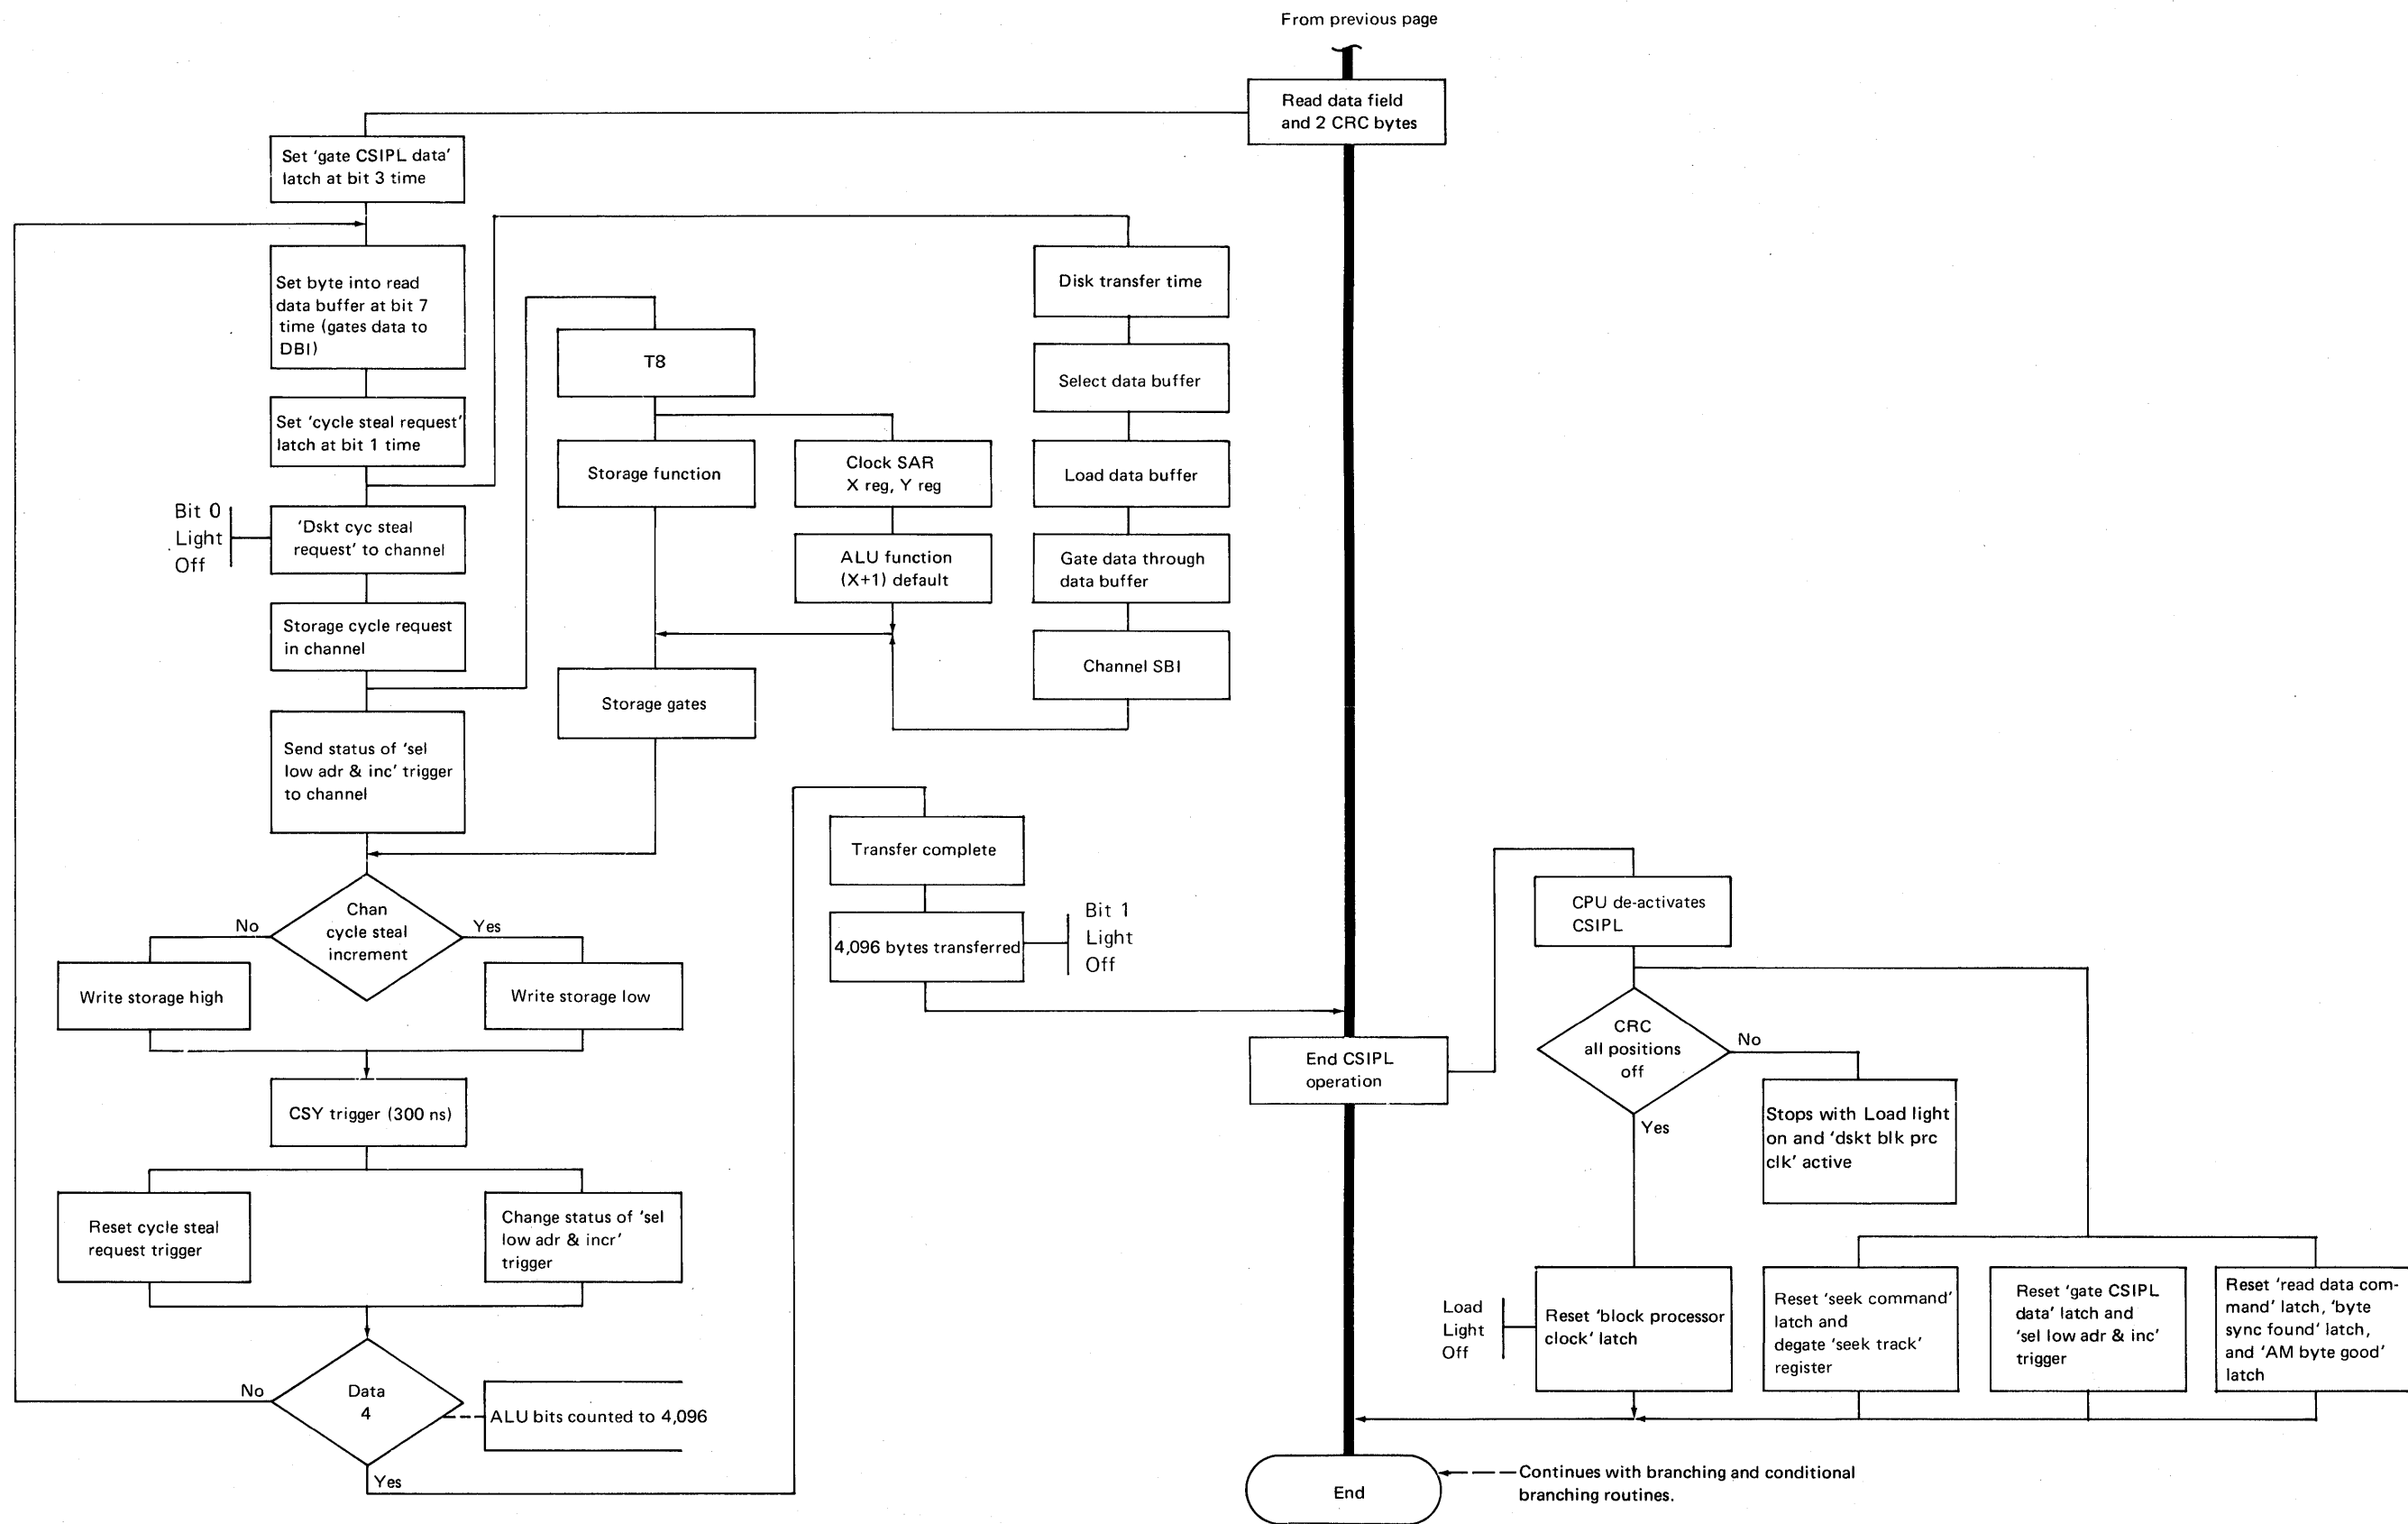 From previous page
Read data field
and 2 CRC bytes
Set ‘gate CSIPL data’
latch at bit 3 time
Set byte into read
data buffer at bit 7
time (gates data to
DBI)
Set ‘cycle steal request’
latch at bit 1 time
Bit 0
Light
Off
‘Dskt cyc steal
request’ to channel
Storage cycle request
in channel
Send status of ‘sel
low adr & inc’ trigger
to channel
T8
Storage function
Clock SAR
X reg, Y reg
ALU function
(X+1) default
Storage gates
Disk transfer time
Select data buffer
Load data buffer
Gate data through
data buffer
Channel SBI
Chan
cycle steal
increment
No
Yes
Write storage high
Write storage low
CSY trigger (300 ns)
Reset cycle steal
request trigger
Change status of ‘sel
low adr & incr’
trigger
Data
4
No
Yes
ALU bits counted to 4,096
Transfer complete
4,096 bytes transferred
Bit 1
Light
Off
End CSIPL
operation
CPU de-activates
CSIPL
CRC
all positions
off
No
Yes
Stops with Load light
on and ‘dskt blk prc
clk’ active
Load
Light
Off
Reset ‘block processor
clock’ latch
Reset ‘seek command’
latch and
degate ‘seek track’
register
Reset ‘gate CSIPL
data’ latch and
‘sel low adr & inc’
trigger
Reset ‘read data com-
mand’ latch, ‘byte
sync found’ latch,
and ‘AM byte good’
latch
End
Continues with branching and conditional
branching routines.